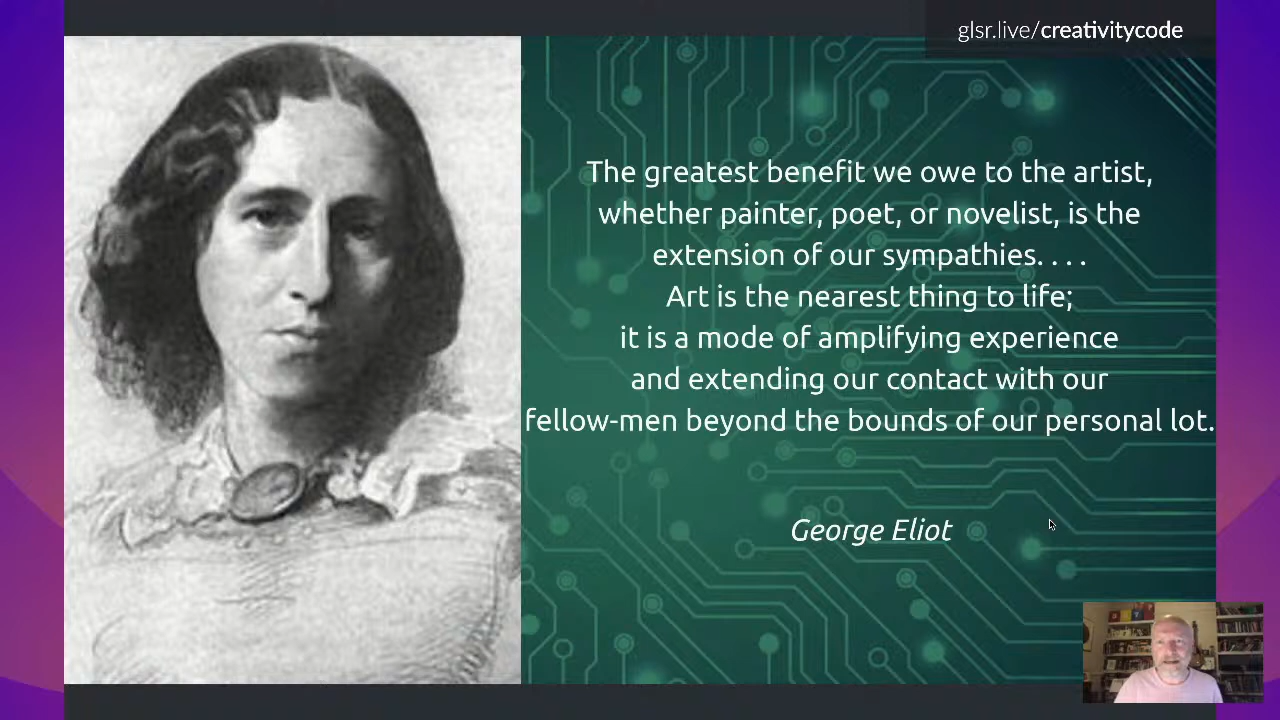 glsr.live/creativitycode
The greatest benefit we owe to the artist,
whether painter, poet, or novelist, is the
extension of our sympathies. . . .
Art is the nearest thing to life;
it is a mode of amplifying experience
and extending our contact with our
fellow-men beyond the bounds of our personal lot.
George Eliot